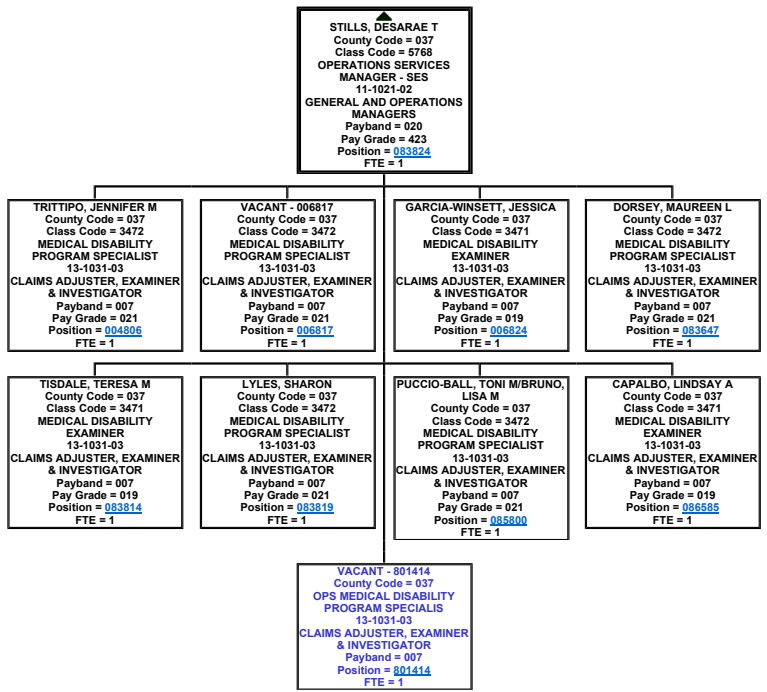 STILLS, DESARAE T
County Code = 037
Class Code = 5768
OPERATIONS SERVICES
MANAGER - SES
11-1021-02
GENERAL AND OPERATIONS
MANAGERS
Payband = 020
Pay Grade = 423
Position = 083824
FTE = 1
TRITTIPO, JENNIFER M
County Code = 037
Class Code = 3472
MEDICAL DISABILITY
PROGRAM SPECIALIST
13-1031-03
CLAIMS ADJUSTER, EXAMINER
& INVESTIGATOR
Payband = 007
Pay Grade = 021
Position = 004806
FTE = 1
VACANT - 006817
County Code = 037
Class Code = 3472
MEDICAL DISABILITY
PROGRAM SPECIALIST
13-1031-03
CLAIMS ADJUSTER, EXAMINER
& INVESTIGATOR
Payband = 007
Pay Grade = 021
Position = 006817
FTE = 1
GARCIA-WINSETT, JESSICA
County Code = 037
Class Code = 3471
MEDICAL DISABILITY
EXAMINER
13-1031-03
CLAIMS ADJUSTER, EXAMINER
& INVESTIGATOR
Payband = 007
Pay Grade = 019
Position = 006824
FTE = 1
DORSEY, MAUREEN L
County Code = 037
Class Code = 3472
MEDICAL DISABILITY
PROGRAM SPECIALIST
13-1031-03
CLAIMS ADJUSTER, EXAMINER
& INVESTIGATOR
Payband = 007
Pay Grade = 021
Position = 083647
FTE = 1
TISDALE, TERESA M
County Code = 037
Class Code = 3471
MEDICAL DISABILITY
EXAMINER
13-1031-03
CLAIMS ADJUSTER, EXAMINER
& INVESTIGATOR
Payband = 007
Pay Grade = 019
Position = 083814
FTE = 1
LYLES, SHARON
County Code = 037
Class Code = 3472
MEDICAL DISABILITY
PROGRAM SPECIALIST
13-1031-03
CLAIMS ADJUSTER, EXAMINER
& INVESTIGATOR
Payband = 007
Pay Grade = 021
Position = 083819
FTE = 1
PUCCIO-BALL, TONI M/BRUNO,
LISA M
County Code = 037
Class Code = 3472
MEDICAL DISABILITY
PROGRAM SPECIALIST
13-1031-03
CLAIMS ADJUSTER, EXAMINER
& INVESTIGATOR
Payband = 007
Pay Grade = 021
Position = 085800
FTE = 1
CAPALBO, LINDSAY A
County Code = 037
Class Code = 3471
MEDICAL DISABILITY
EXAMINER
13-1031-03
CLAIMS ADJUSTER, EXAMINER
& INVESTIGATOR
Payband = 007
Pay Grade = 019
Position = 086585
FTE = 1
VACANT - 801414
County Code = 037
OPS MEDICAL DISABILITY
PROGRAM SPECIALIS
13-1031-03
CLAIMS ADJUSTER, EXAMINER
& INVESTIGATOR
Payband = 007
Position = 801414
FTE = 1